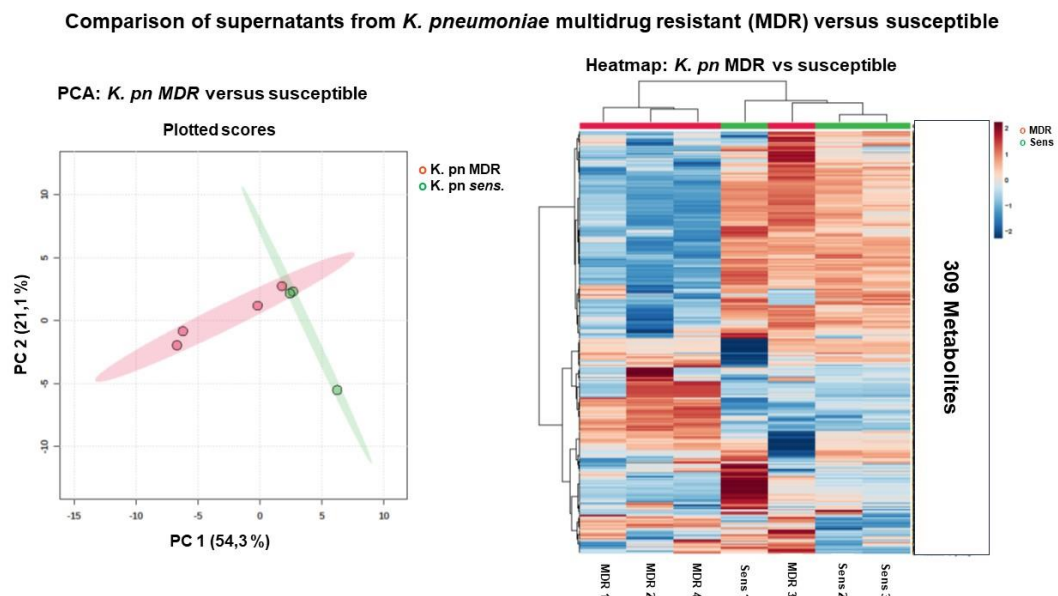 Comparison of supernatants from K. pneumoniae multidrug resistant (MDR) versus susceptible
PCA: K. pn MDR versus susceptible
Plotted scores
K. pn MDR
K. pn sens.
PC 2 (21,1 %)
10
5
0
-5
-10
-15
-10
-5
0
5
10
PC 1 (54,3 %)
Heatmap: K. pn MDR vs susceptible
MDR
Sens
2
1
0
-1
-2
309 Metabolites
MDR 1
MDR 2
MDR 4
Sens
MDR 3
Sens 2
Sens 3